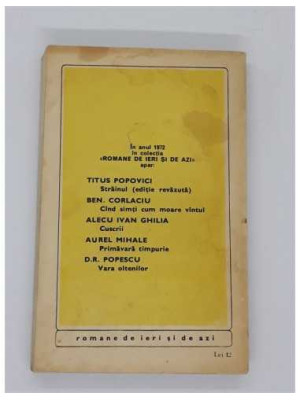 În anul 1972
în colecția
«ROMANE DE IERI ȘI DE AZI»
apar:
TITUS POPOVICI
Străinul (ediție revăzută)
BEN. CORLACIU
Cînd simți cum moare vîntul
ALECU IVAN GHILIA
Cuscrii
AUREL MIHALE
Primăvară timpurie
D.R. POPESCU
Vara oltenilor
romane de ieri și de azi
Lei 12